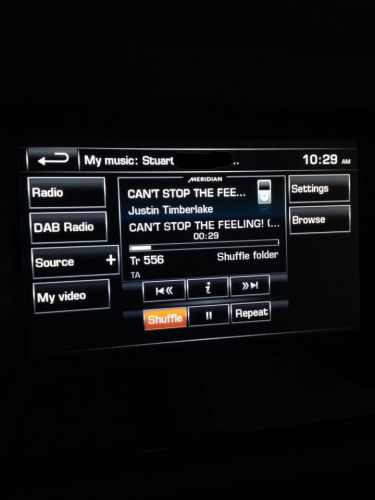 My music: Stuart ...
10:29 AM
MERIDIAN
Radio
DAB Radio
Source +
My video
CAN'T STOP THE FEE...
Justin Timberlake
CAN'T STOP THE FEELING! (...
00:29
Tr 556
Shuffle folder
TA
Settings
Browse
i
Shuffle
Repeat